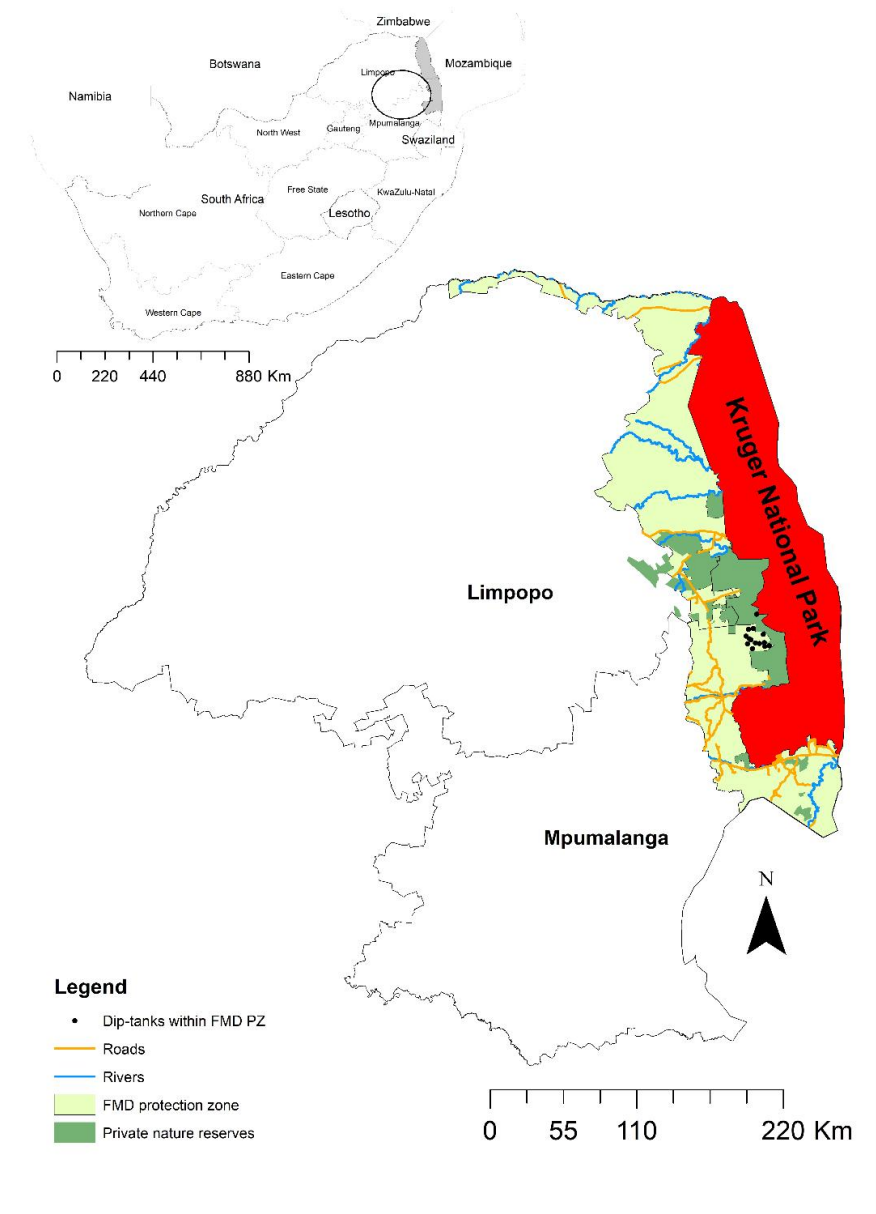 Zimbabwe
Botswana
Mozambique
Limpopo
Namibia
North West
Gauteng
Mpumalanga
Swaziland
South Africa
Free State
KwaZulu-Natal
Northern Cape
Lesotho
Eastern Cape
Western Cape
0 220 440 880 Km
Kruger National Park
Limpopo
Mpumalanga
N
Legend
Dip-tanks within FMD PZ
Roads
Rivers
FMD protection zone
Private nature reserves
0 55 110 220 Km